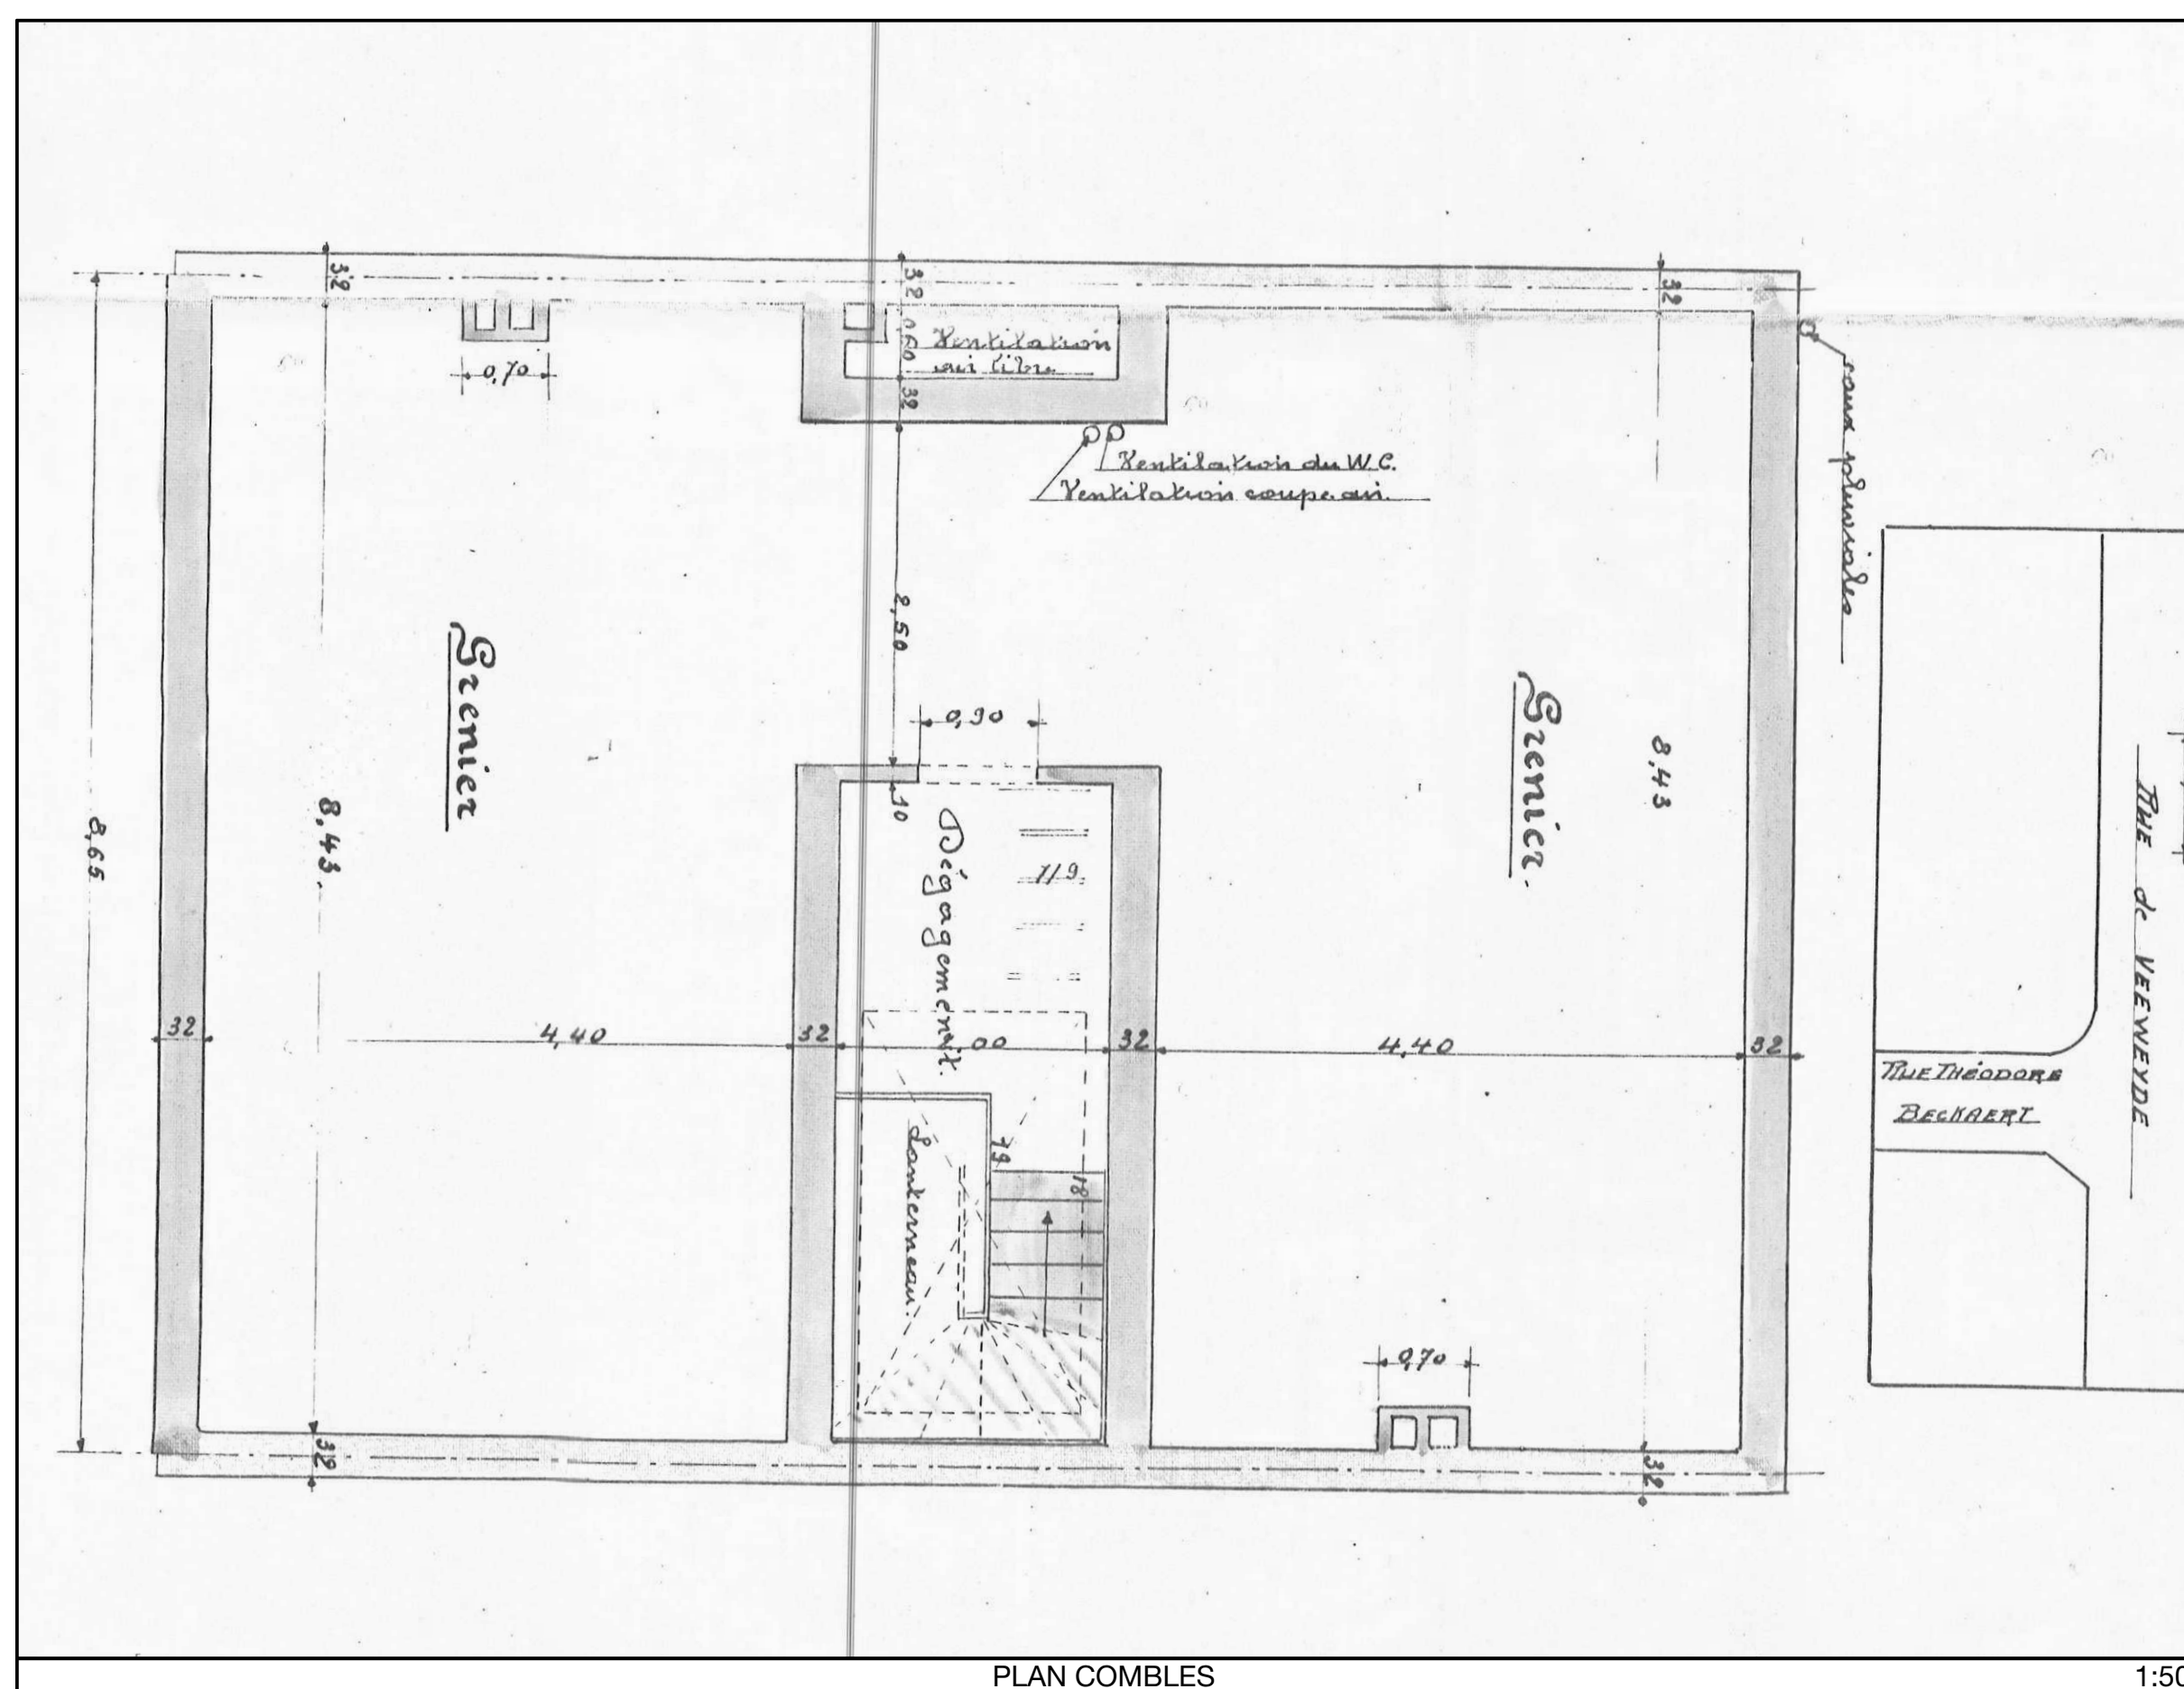 32
32
32
0,60
Ventilation
air libre
32
0,70
eaux pluviales
Ventilation du W.C.
Ventilation coupe air.
2,50
Grenier
Grenier.
0,90
8,43
8,43.
8,65
10
Dégagement.
RUE de VEEWEYDE
32
4,40
32
00
32
4,40
32
RUE THÉODORE
BECKAERT
Lanterneau.
19
18
0,70
32
32
PLAN COMBLES
1:50